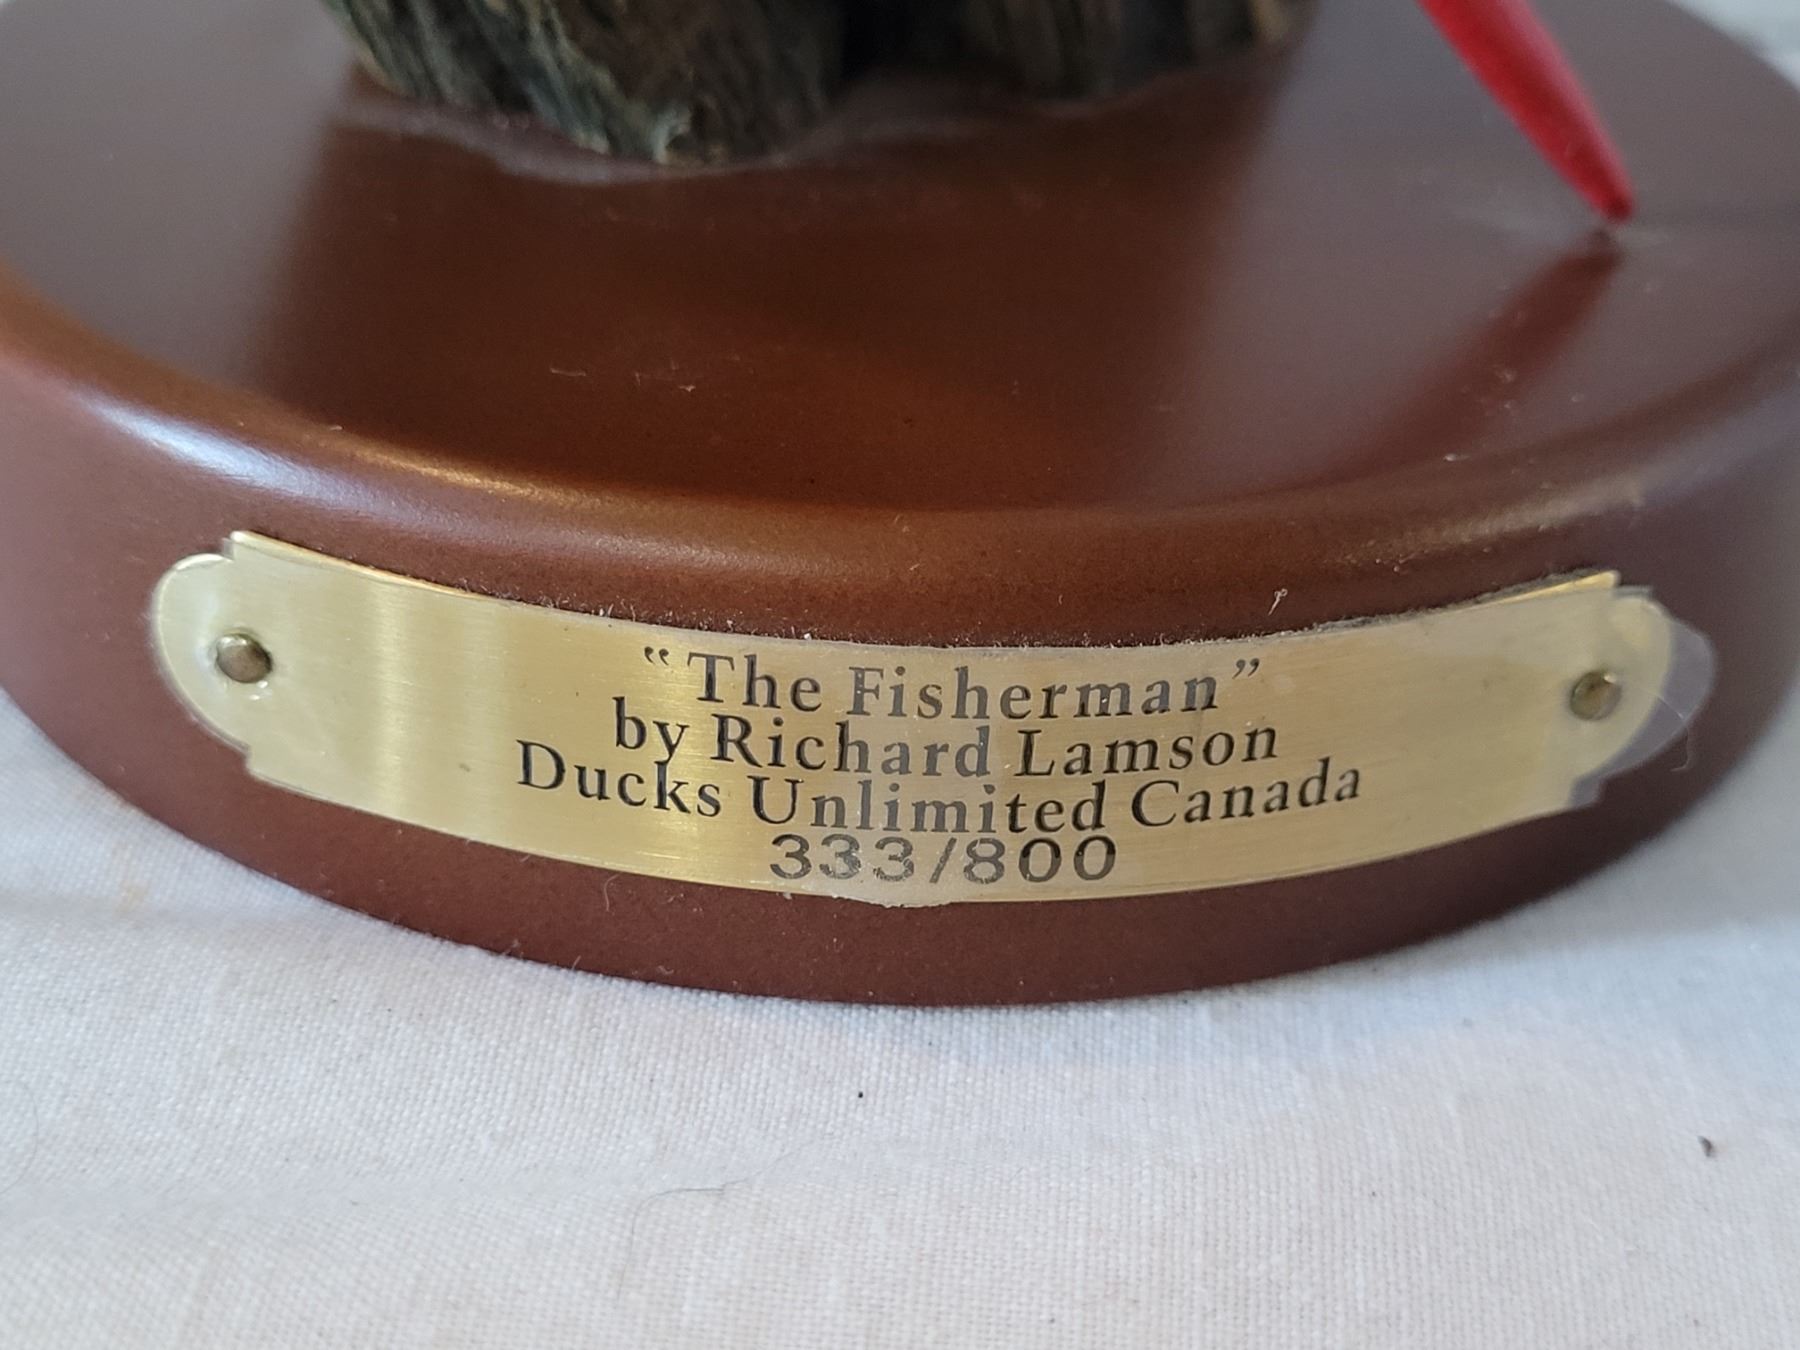 “The Fisherman”
by Richard Lamson
Ducks Unlimited Canada
333/800